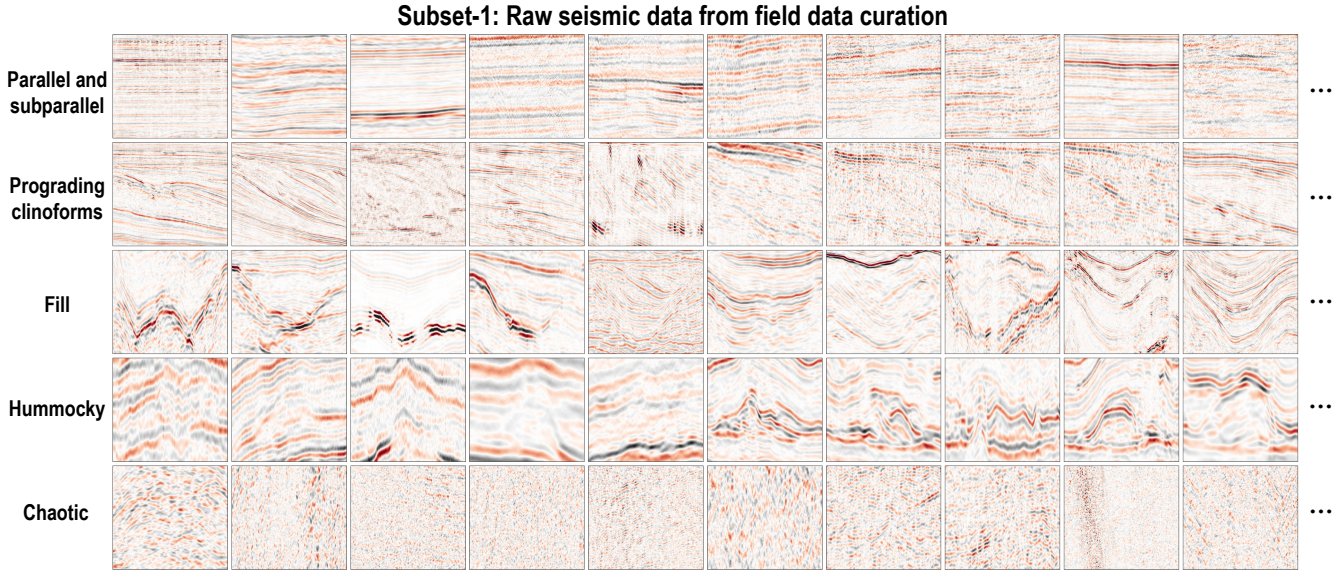 Subset-1: Raw seismic data from field data curation
Parallel and
subparallel
...
Prograding
clinoforms
...
Fill
...
Hummocky
...
Chaotic
...